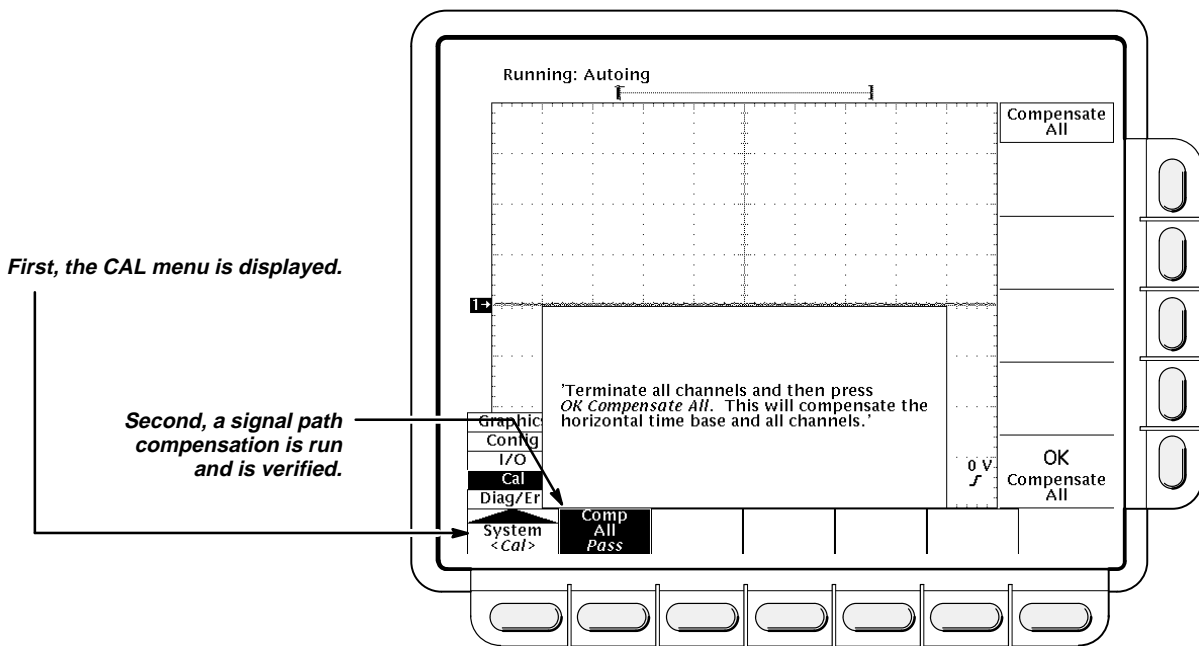 Running: Autoing
Compensate
All
First, the CAL menu is displayed.
1→
'Terminate all channels and then press
OK Compensate All. This will compensate the
horizontal time base and all channels.'
Second, a signal path
compensation is run
and is verified.
Graphic
Config
I/O
Cal
Diag/Er
0 V
OK
Compensate
All
System
<Cal>
Comp
All
Pass